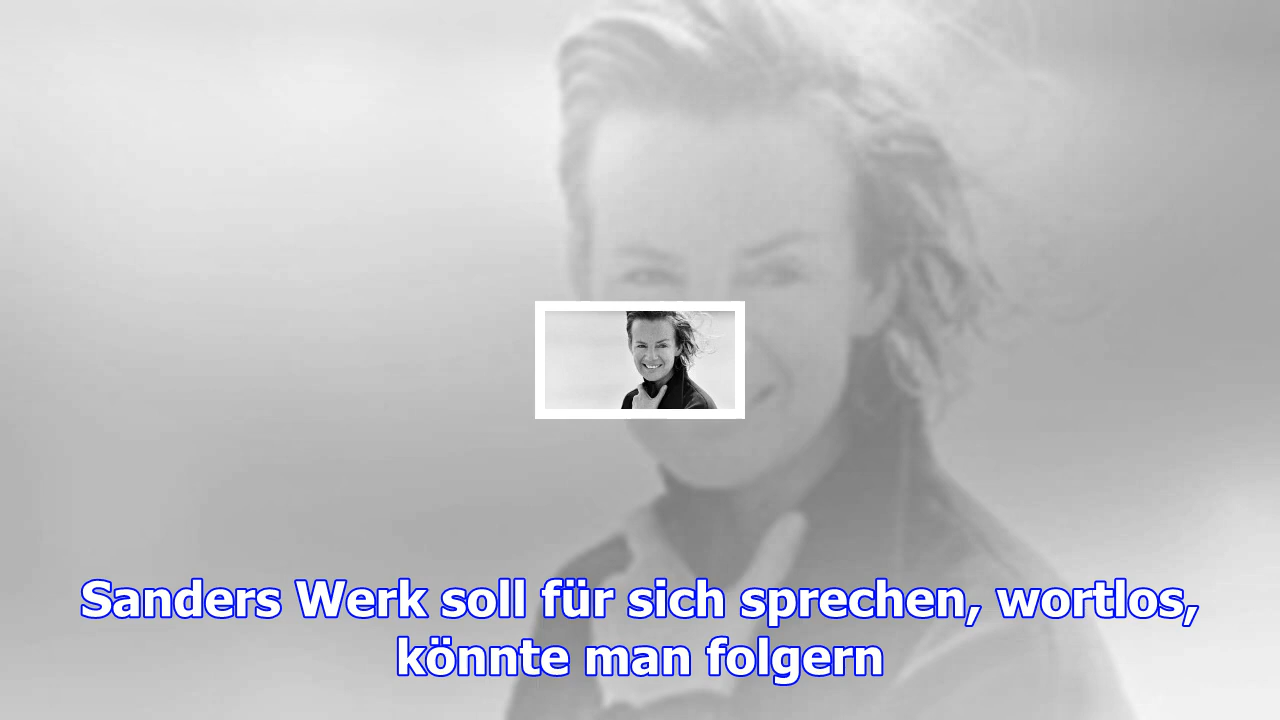 Sanders Werk soll für sich sprechen, wortlos,
könnte man folgern